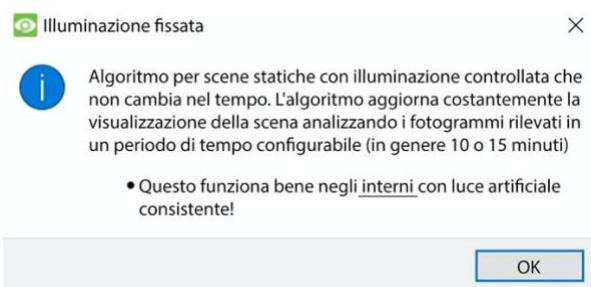 Illuminazione fissata
Algoritmo per scene statiche con illuminazione controllata che
non cambia nel tempo. L'algoritmo aggiorna costantemente la
visualizzazione della scena analizzando i fotogrammi rilevati in
un periodo di tempo configurabile (in genere 10 o 15 minuti)
• Questo funziona bene negli interni con luce artificiale
consistente!
OK